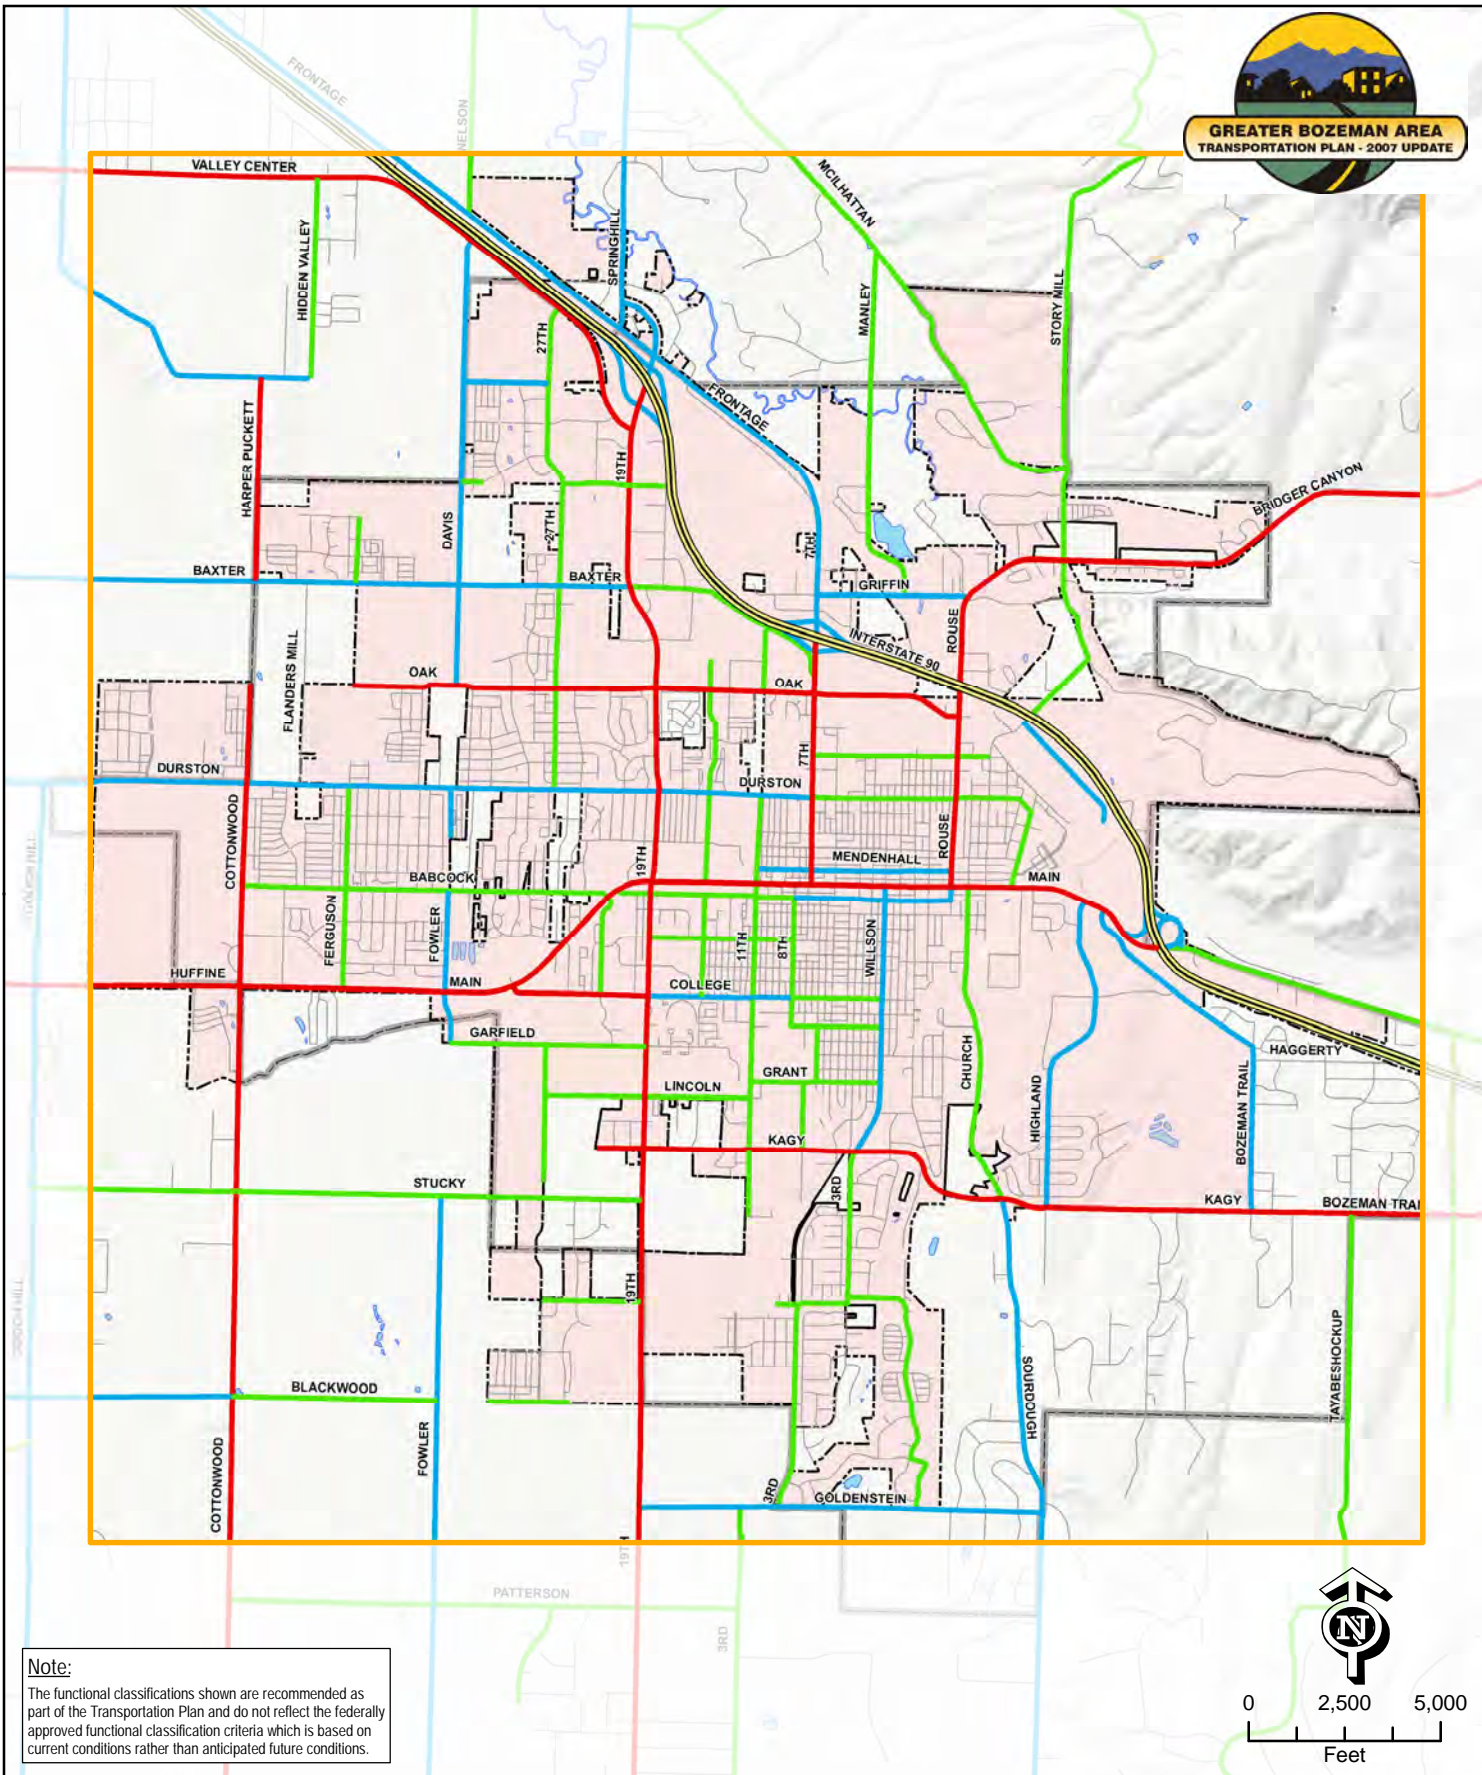 FRONTAGE
NELSON
GREATER BOZEMAN AREA
TRANSPORTATION PLAN - 2007 UPDATE
VALLEY CENTER
MCILHATTAN
HIDDEN VALLEY
SPRINGHILL
MANLEY
STORY MILL
27TH
FRONTAGE
HARPER PUCKETT
19TH
BRIDGER CANYON
DAVIS
27TH
7TH
BAXTER
BAXTER
GRIFFIN
ROUSE
INTERSTATE 90
FLANDERS MILL
OAK
OAK
7TH
DURSTON
DURSTON
COTTONWOOD
19TH
MENDENHALL
ROUSE
BABCOCK
MAIN
FERGUSON
FOWLER
11TH
8TH
WILLSON
HUFFINE
MAIN
COLLEGE
GARFIELD
CHURCH
HAGGERTY
GRANT
LINCOLN
HIGHLAND
BOZEMAN TRAIL
KAGY
STUCKY
3RD
KAGY
BOZEMAN TRAI
19TH
BLACKWOOD
SOURDOUGH
TAYABESHOCKUP
COTTONWOOD
FOWLER
3RD
GOLDENSTEIN
19TH
PATTERSON
3RD
Note:
The functional classifications shown are recommended as
part of the Transportation Plan and do not reflect the federally
approved functional classification criteria which is based on
current conditions rather than anticipated future conditions.
N
0 2,500 5,000
Feet